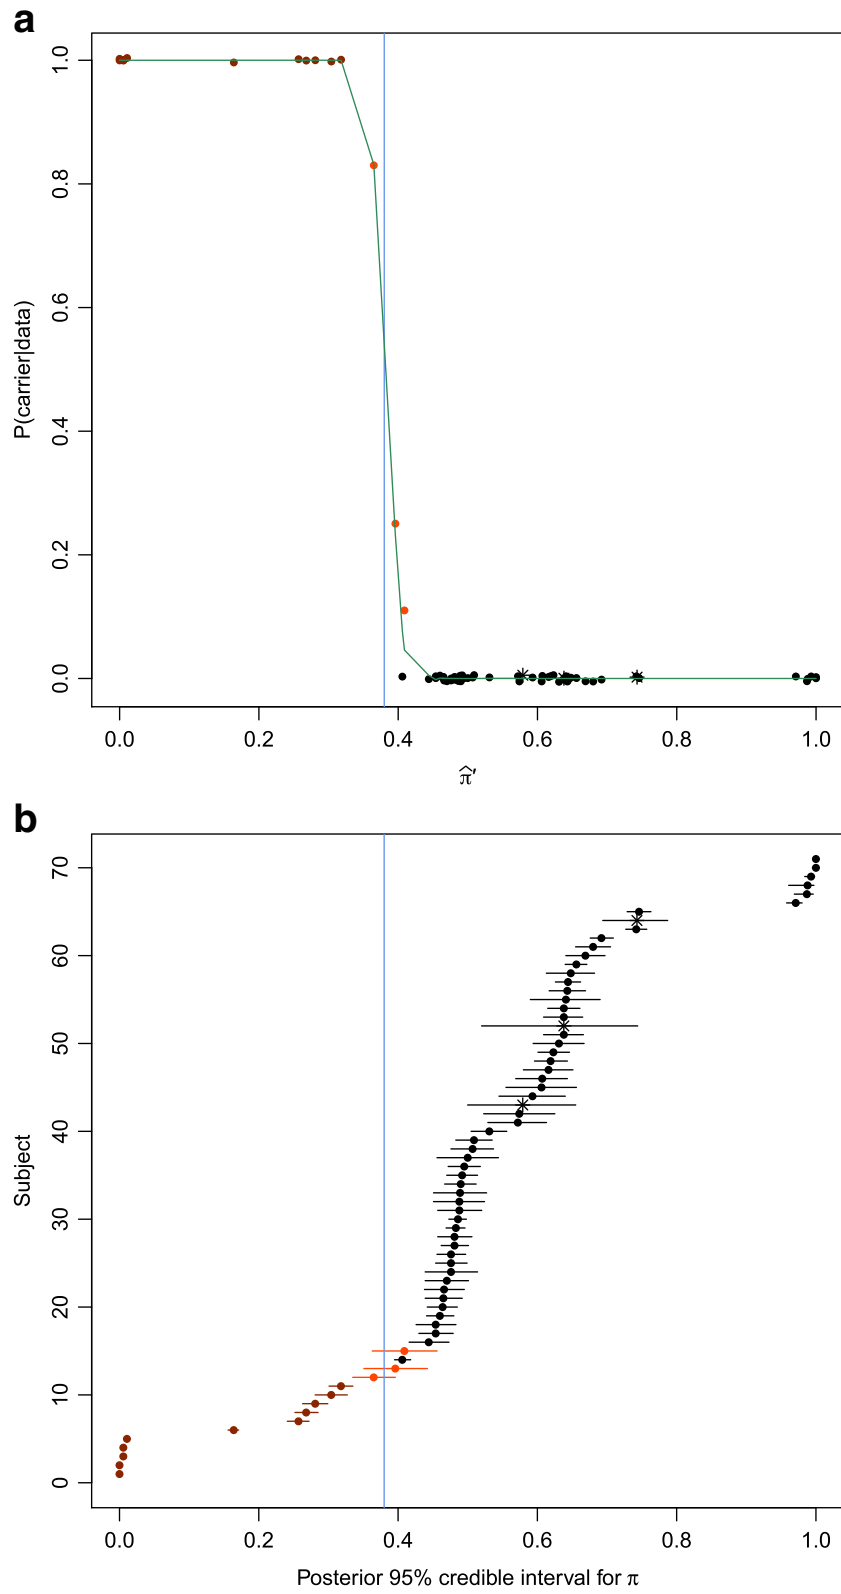 a
1.0
0.8
0.6
0.4
0.2
0.0
P(carrier|data)
0.0 0.2 0.4 0.6 0.8 1.0
π̂′
b
70
60
50
40
30
20
10
0
Subject
0.0 0.2 0.4 0.6 0.8 1.0
Posterior 95% credible interval for π